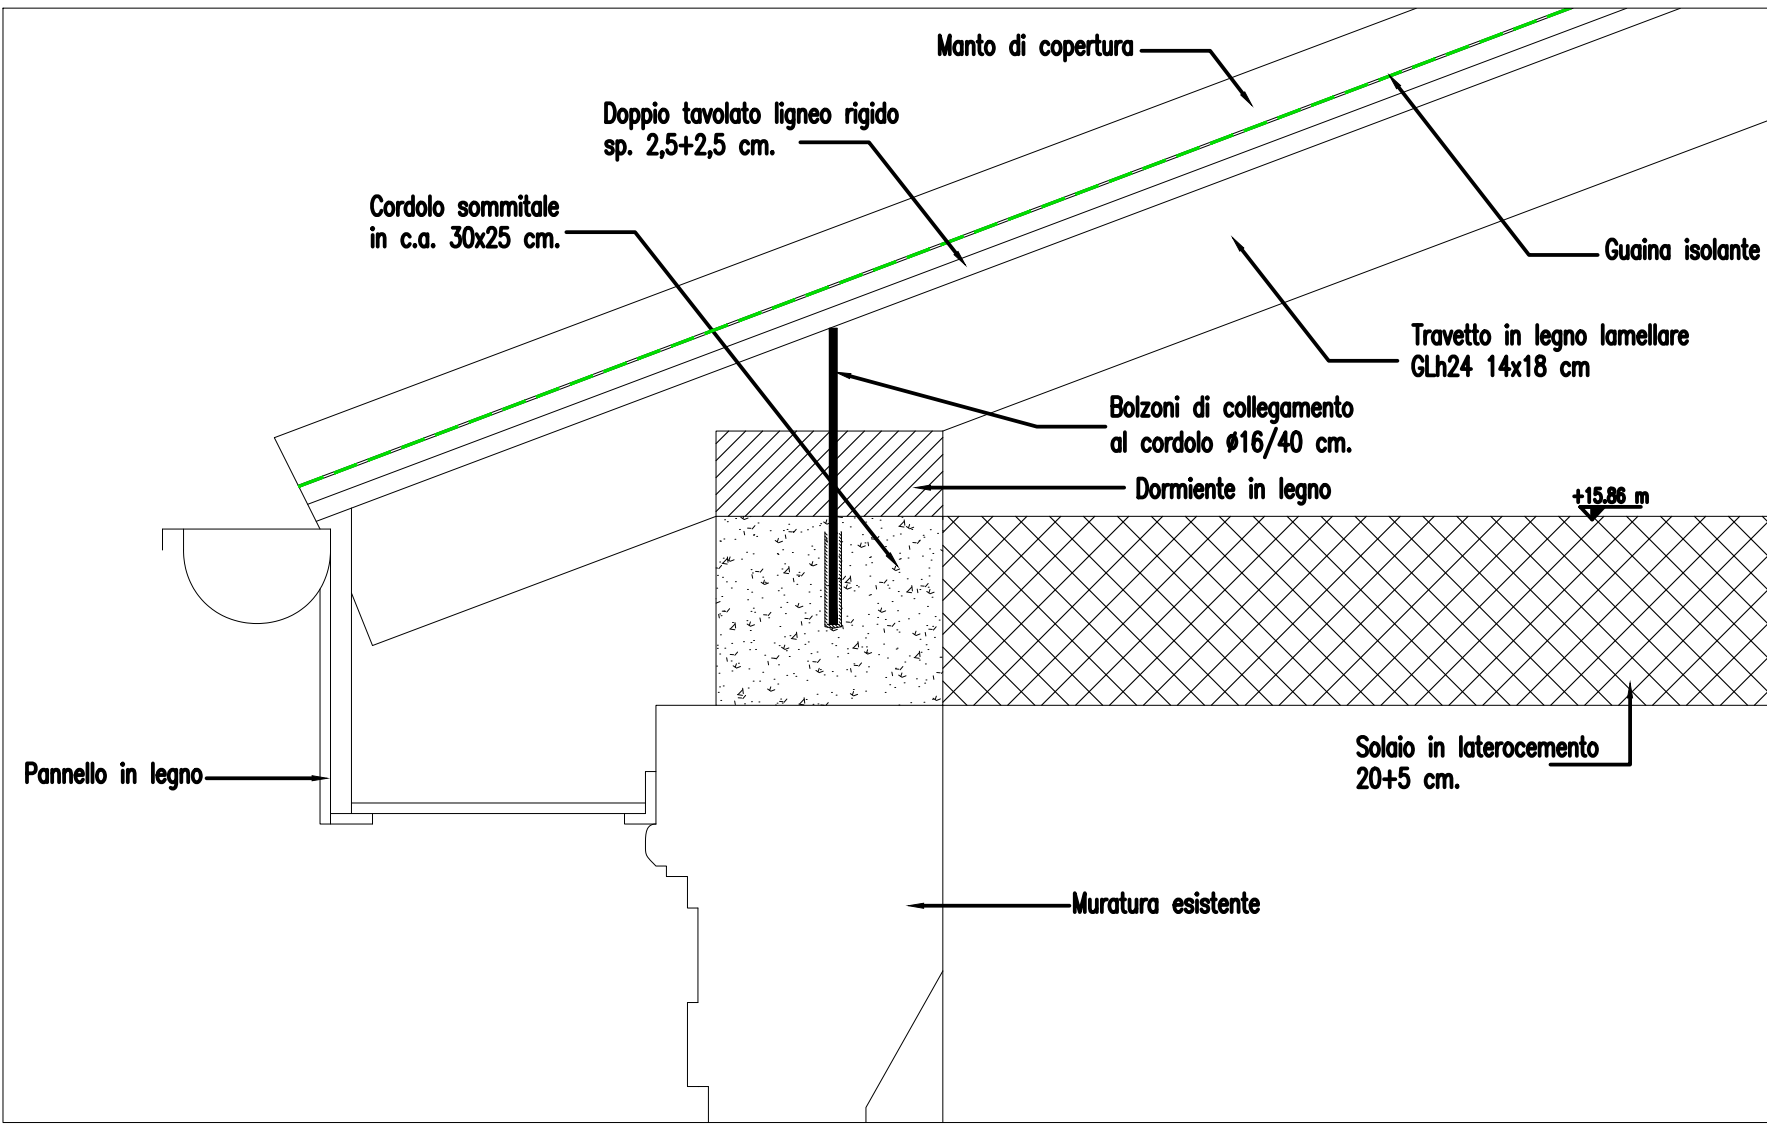 Manto di copertura
Doppio tavolato ligneo rigido
sp. 2,5+2,5 cm.
Cordolo sommitale
in c.a. 30x25 cm.
Guaina isolante
Travetto in legno lamellare
GLh24 14x18 cm
Bolzoni di collegamento
al cordolo ø16/40 cm.
Dormiente in legno
+15.86 m
Solaio in laterocemento
20+5 cm.
Pannello in legno
Muratura esistente